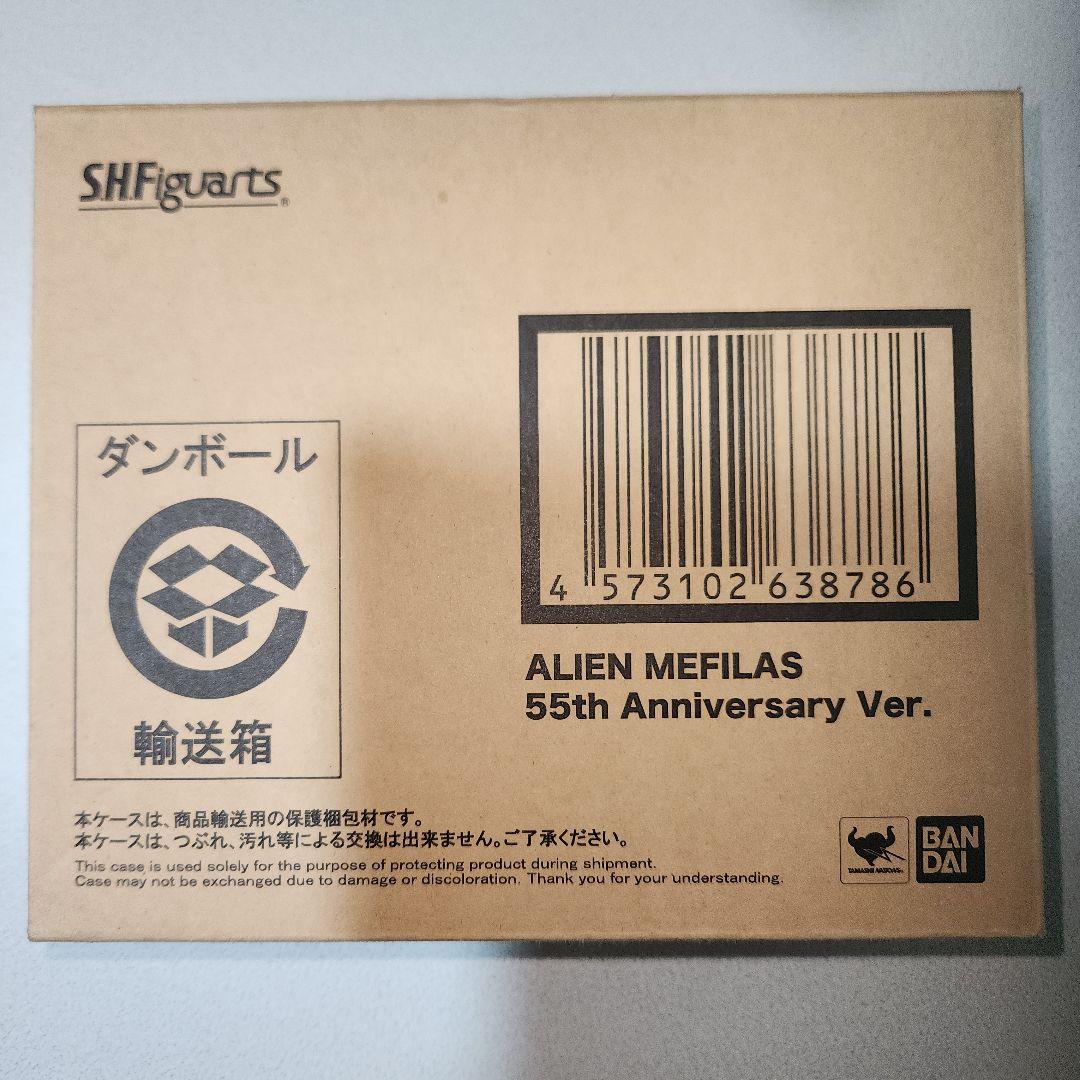 S.H.Figuarts®
ダンボール
輸送箱
4 573102 638786
ALIEN MEFILAS
55th Anniversary Ver.
本ケースは、商品輸送用の保護梱包材です。
本ケースは、つぶれ、汚れ等による交換は出来ません。ご了承ください。
This case is used solely for the purpose of protecting product during shipment.
Case may not be exchanged due to damage or discoloration. Thank you for your understanding.
TAMASHII NATIONS
BAN
DAI